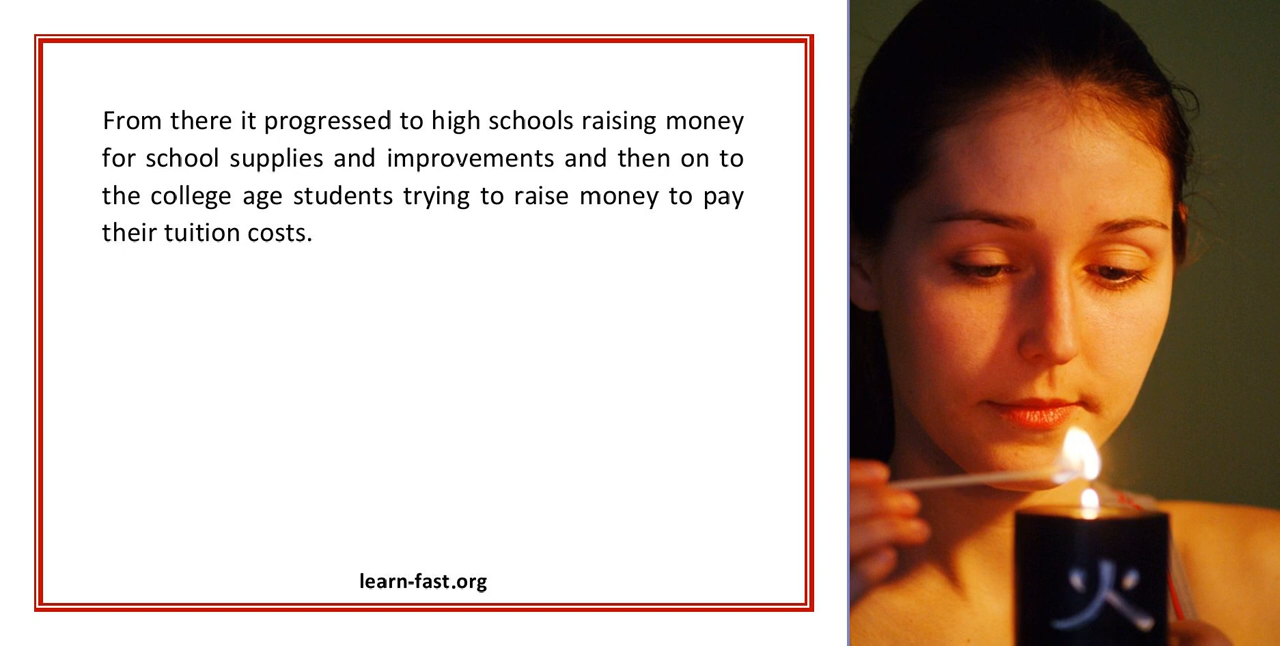 From there it progressed to high schools raising money
for school supplies and improvements and then on to
the college age students trying to raise money to pay
their tuition costs.
learn-fast.org
火